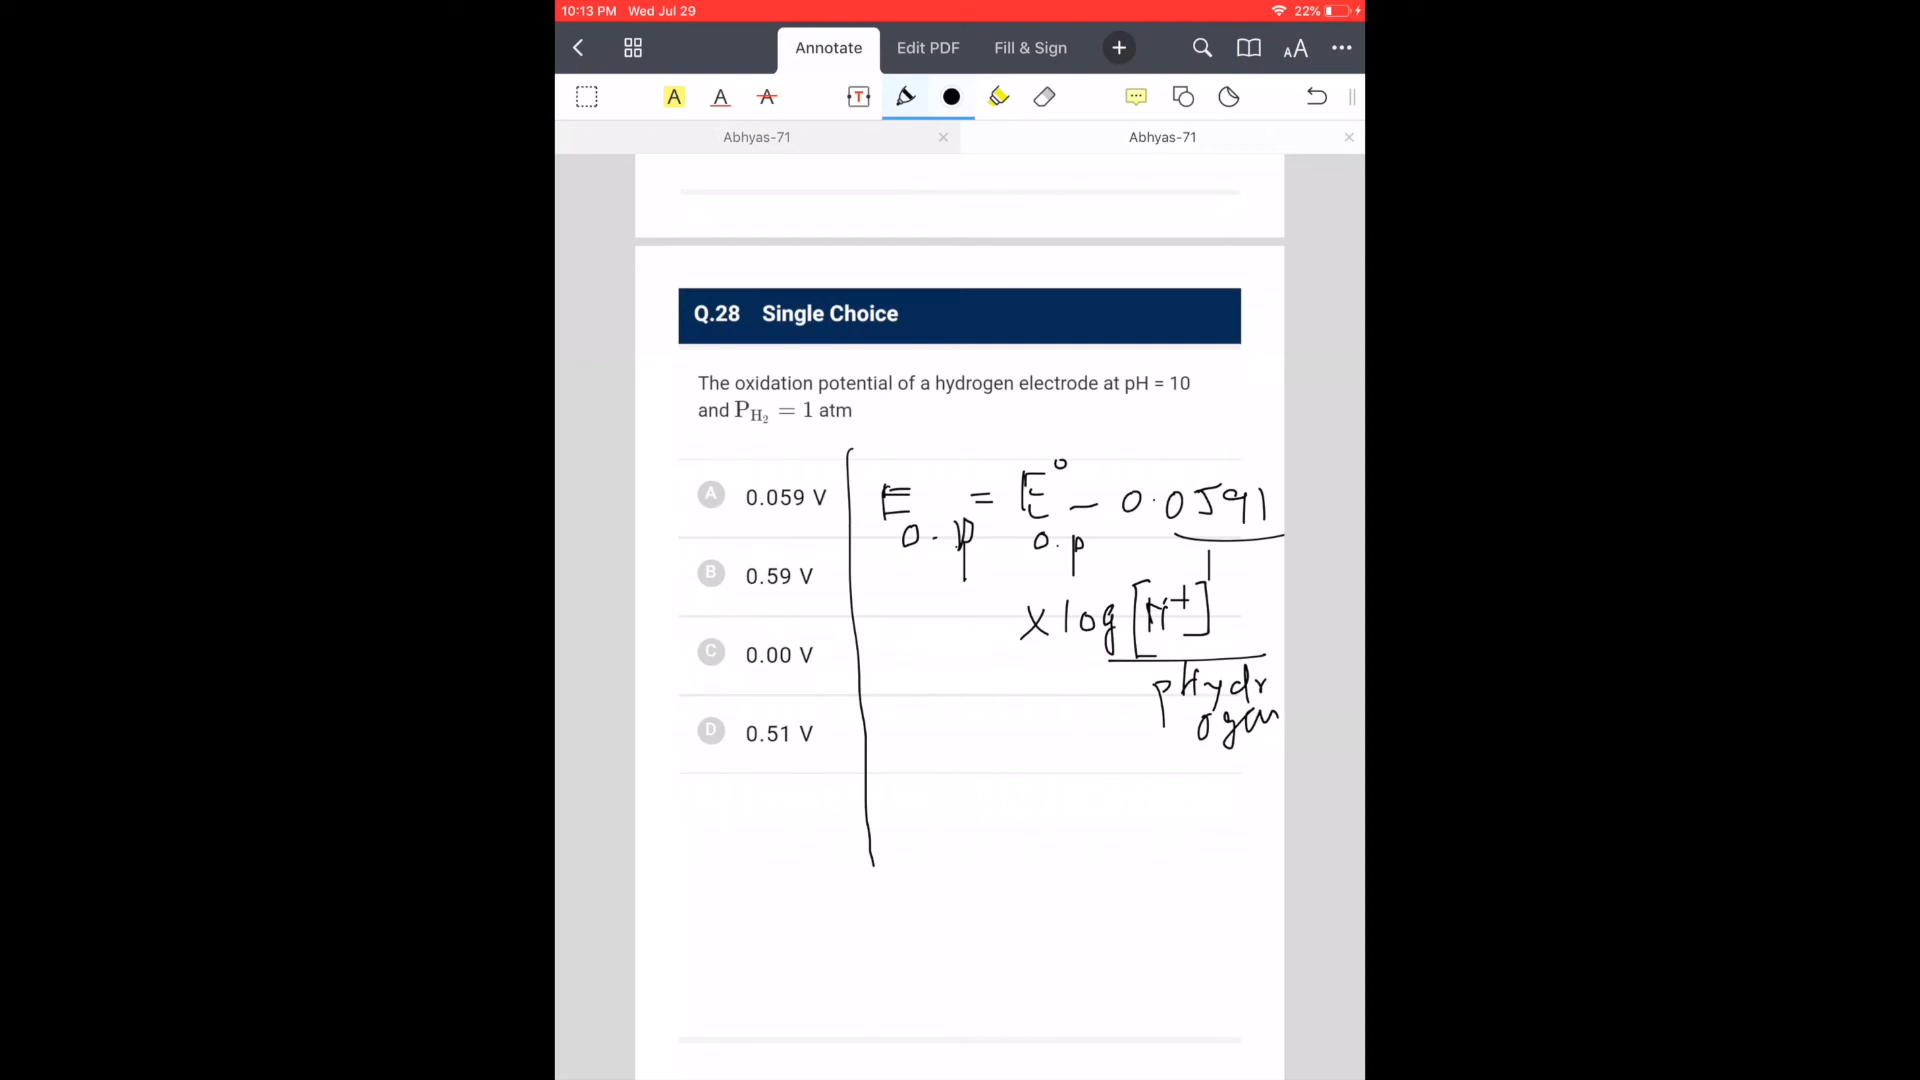 10:13 PM Wed Jul 29
22%
Annotate
Edit PDF
Fill & Sign
AA
A A A T
Abhyas-71
Abhyas-71
Q.28 Single Choice
The oxidation potential of a hydrogen electrode at pH = 10
and P_H₂ = 1 atm
A 0.059 V
B 0.59 V
C 0.00 V
D 0.51 V
E o.p = E° o.p - 0.0591
1
x log [H+]
pHydr
ogen